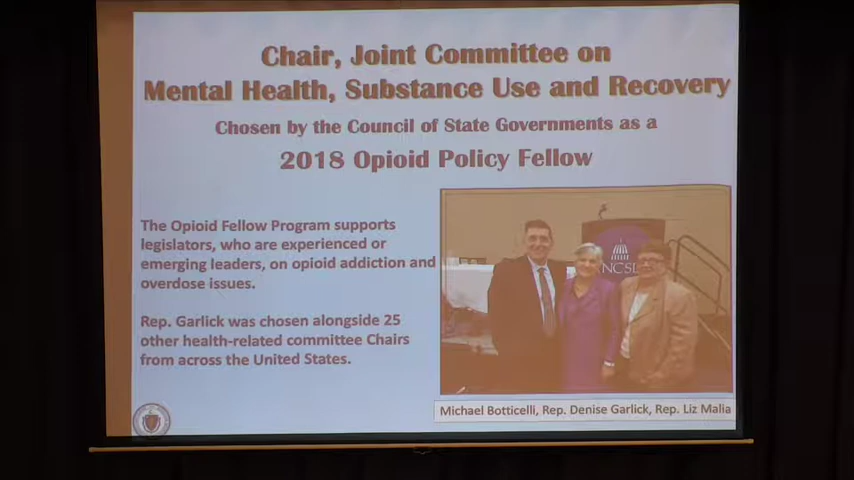 Chair, Joint Committee on
Mental Health, Substance Use and Recovery
Chosen by the Council of State Governments as a
2018 Opioid Policy Fellow
The Opioid Fellow Program supports
legislators, who are experienced or
emerging leaders, on opioid addiction and
overdose issues.
Rep. Garlick was chosen alongside 25
other health-related committee Chairs
from across the United States.
NCSL
Michael Botticelli, Rep. Denise Garlick, Rep. Liz Malia